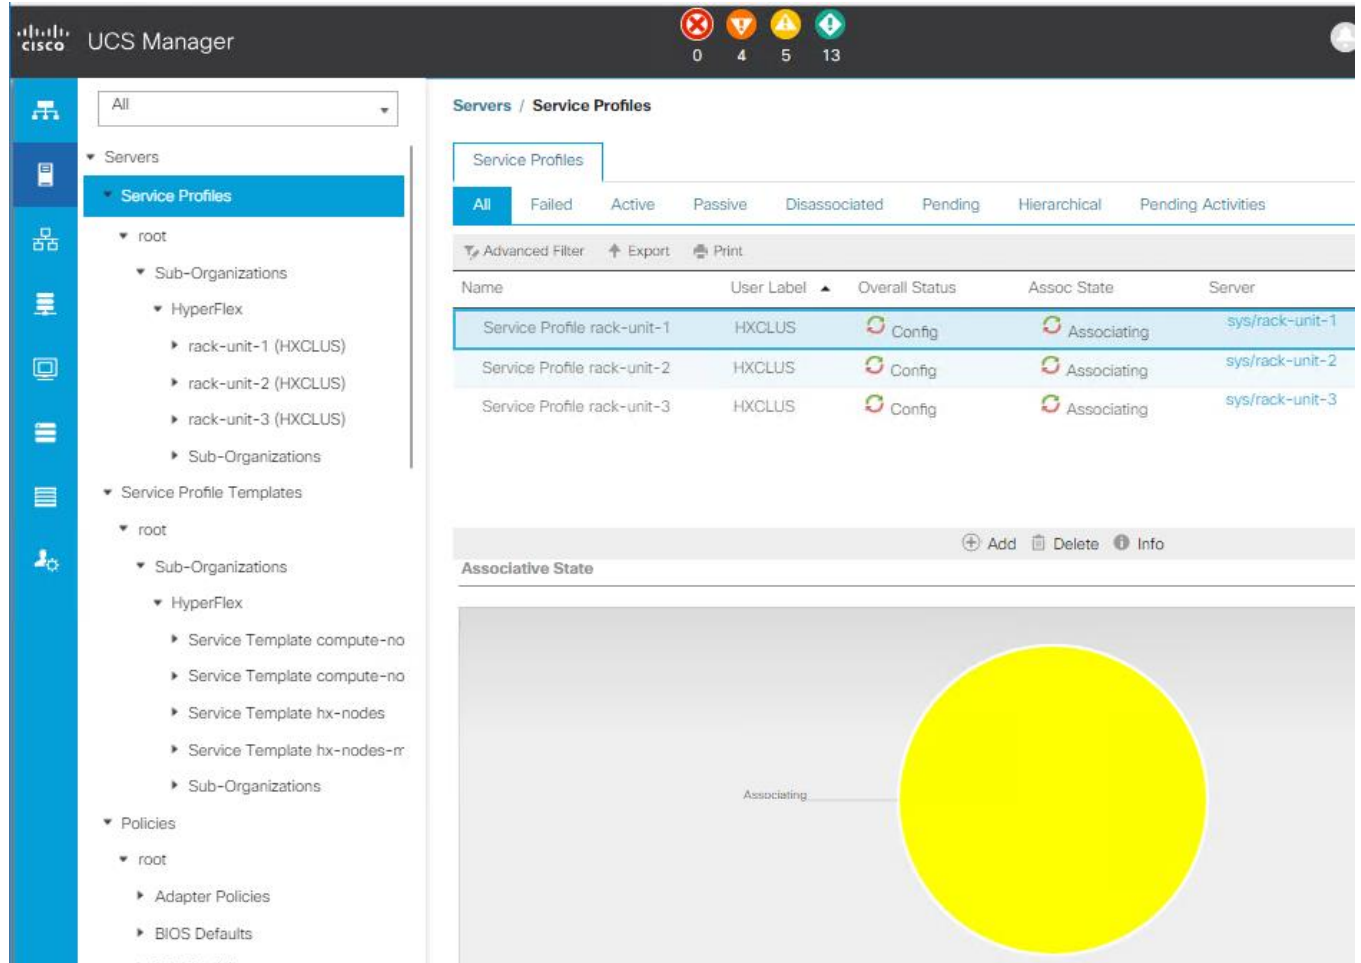 cisco UCS Manager
0 4 5 13
All
Servers
Service Profiles
root
Sub-Organizations
HyperFlex
rack-unit-1 (HXCLUS)
rack-unit-2 (HXCLUS)
rack-unit-3 (HXCLUS)
Sub-Organizations
Service Profile Templates
root
Sub-Organizations
HyperFlex
Service Template compute-no
Service Template compute-no
Service Template hx-nodes
Service Template hx-nodes-m
Sub-Organizations
Policies
root
Adapter Policies
BIOS Defaults
Servers / Service Profiles
Service Profiles
All Failed Active Passive Disassociated Pending Hierarchical Pending Activities
Advanced Filter Export Print
Name User Label Overall Status Assoc State Server
Service Profile rack-unit-1 HXCLUS Config Associating sys/rack-unit-1
Service Profile rack-unit-2 HXCLUS Config Associating sys/rack-unit-2
Service Profile rack-unit-3 HXCLUS Config Associating sys/rack-unit-3
Add Delete Info
Associative State
Associating